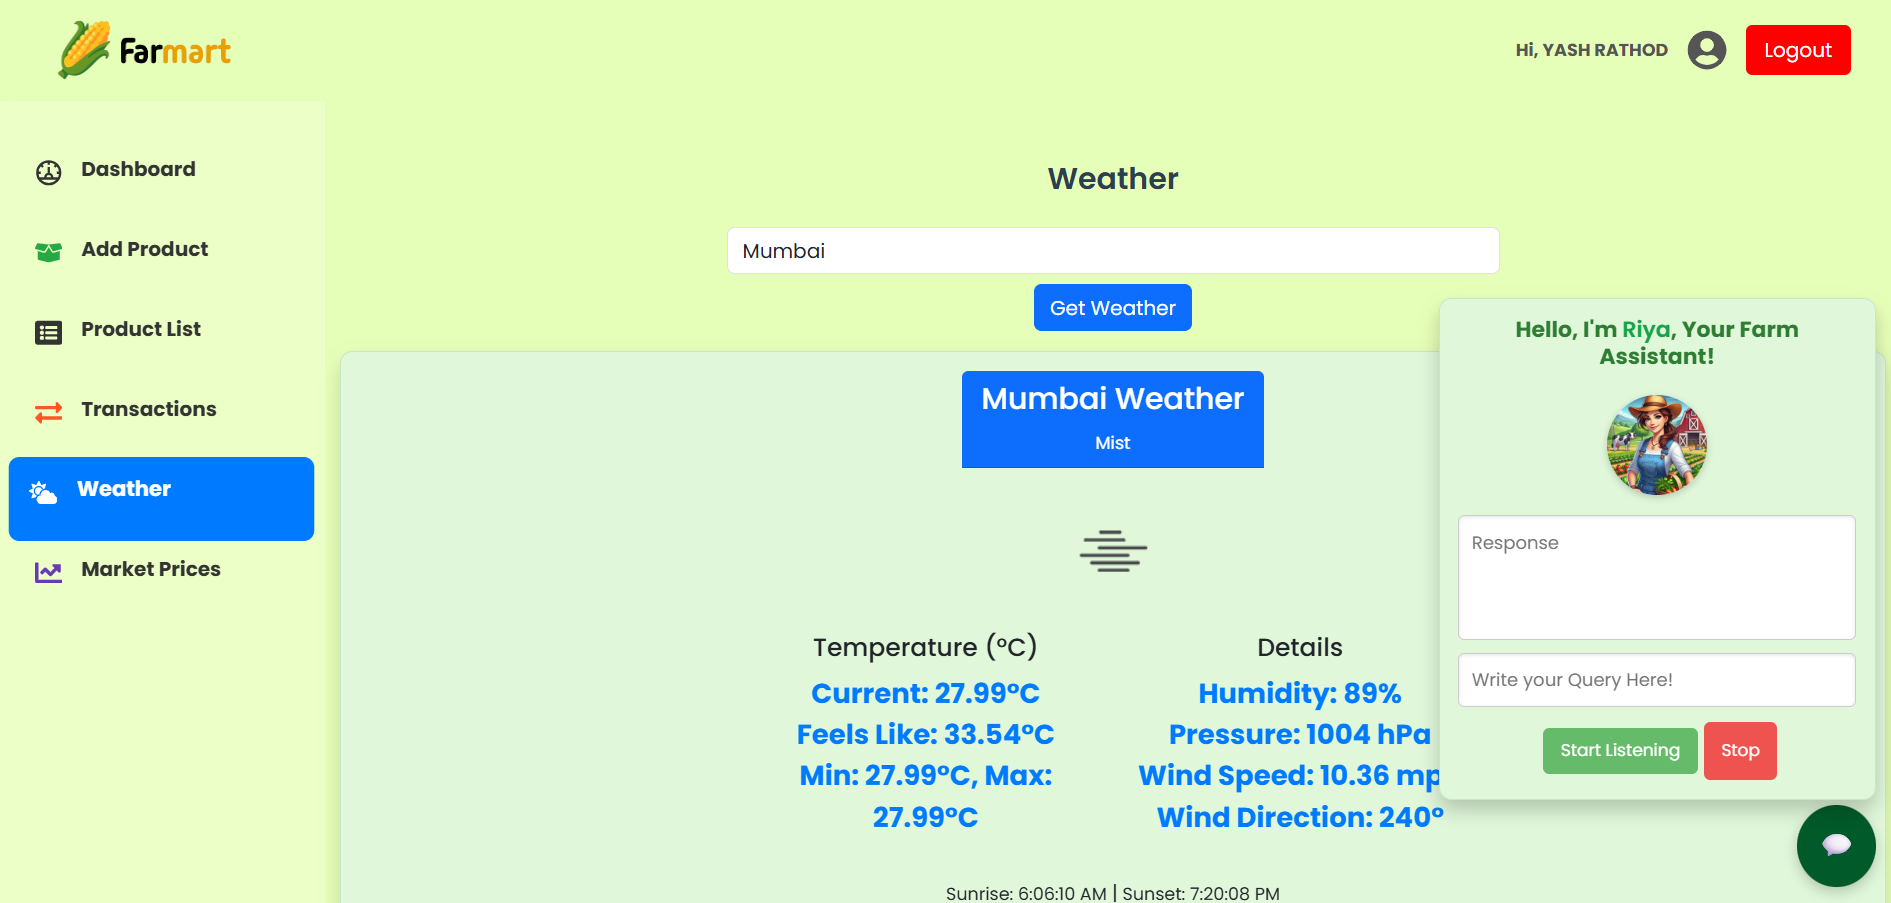 Farmart
Hi, YASH RATHOD
Logout
Dashboard
Add Product
Product List
Transactions
Weather
Market Prices
Weather
Mumbai
Get Weather
Mumbai Weather
Mist
Temperature (°C)
Current: 27.99°C
Feels Like: 33.54°C
Min: 27.99°C, Max:
27.99°C
Details
Humidity: 89%
Pressure: 1004 hPa
Wind Speed: 10.36 mp
Wind Direction: 240°
Sunrise: 6:06:10 AM | Sunset: 7:20:08 PM
Hello, I'm Riya, Your Farm
Assistant!
Response
Write your Query Here!
Start Listening
Stop